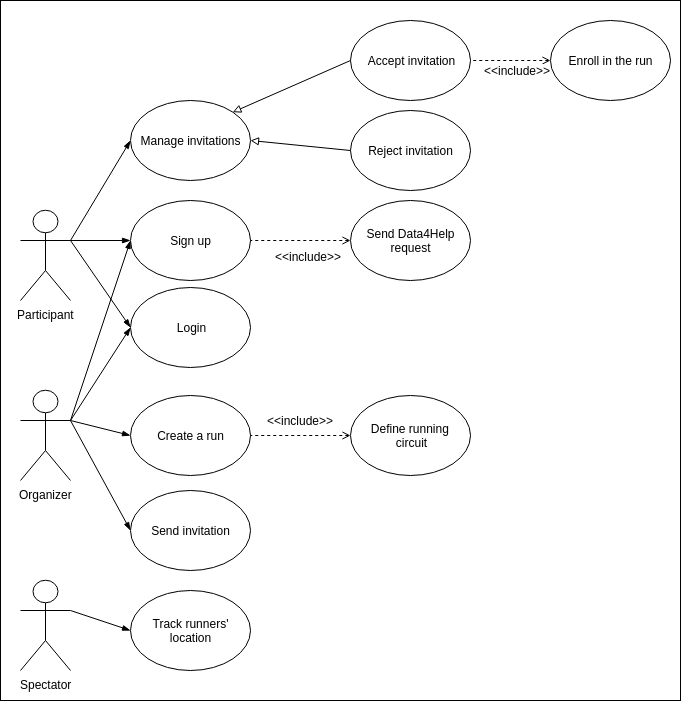 Accept invitation
Enroll in the run
<<include>>
Manage invitations
Reject invitation
Sign up
Send Data4Help
request
<<include>>
Participant
Login
<<include>>
Create a run
Define running
circuit
Organizer
Send invitation
Track runners'
location
Spectator